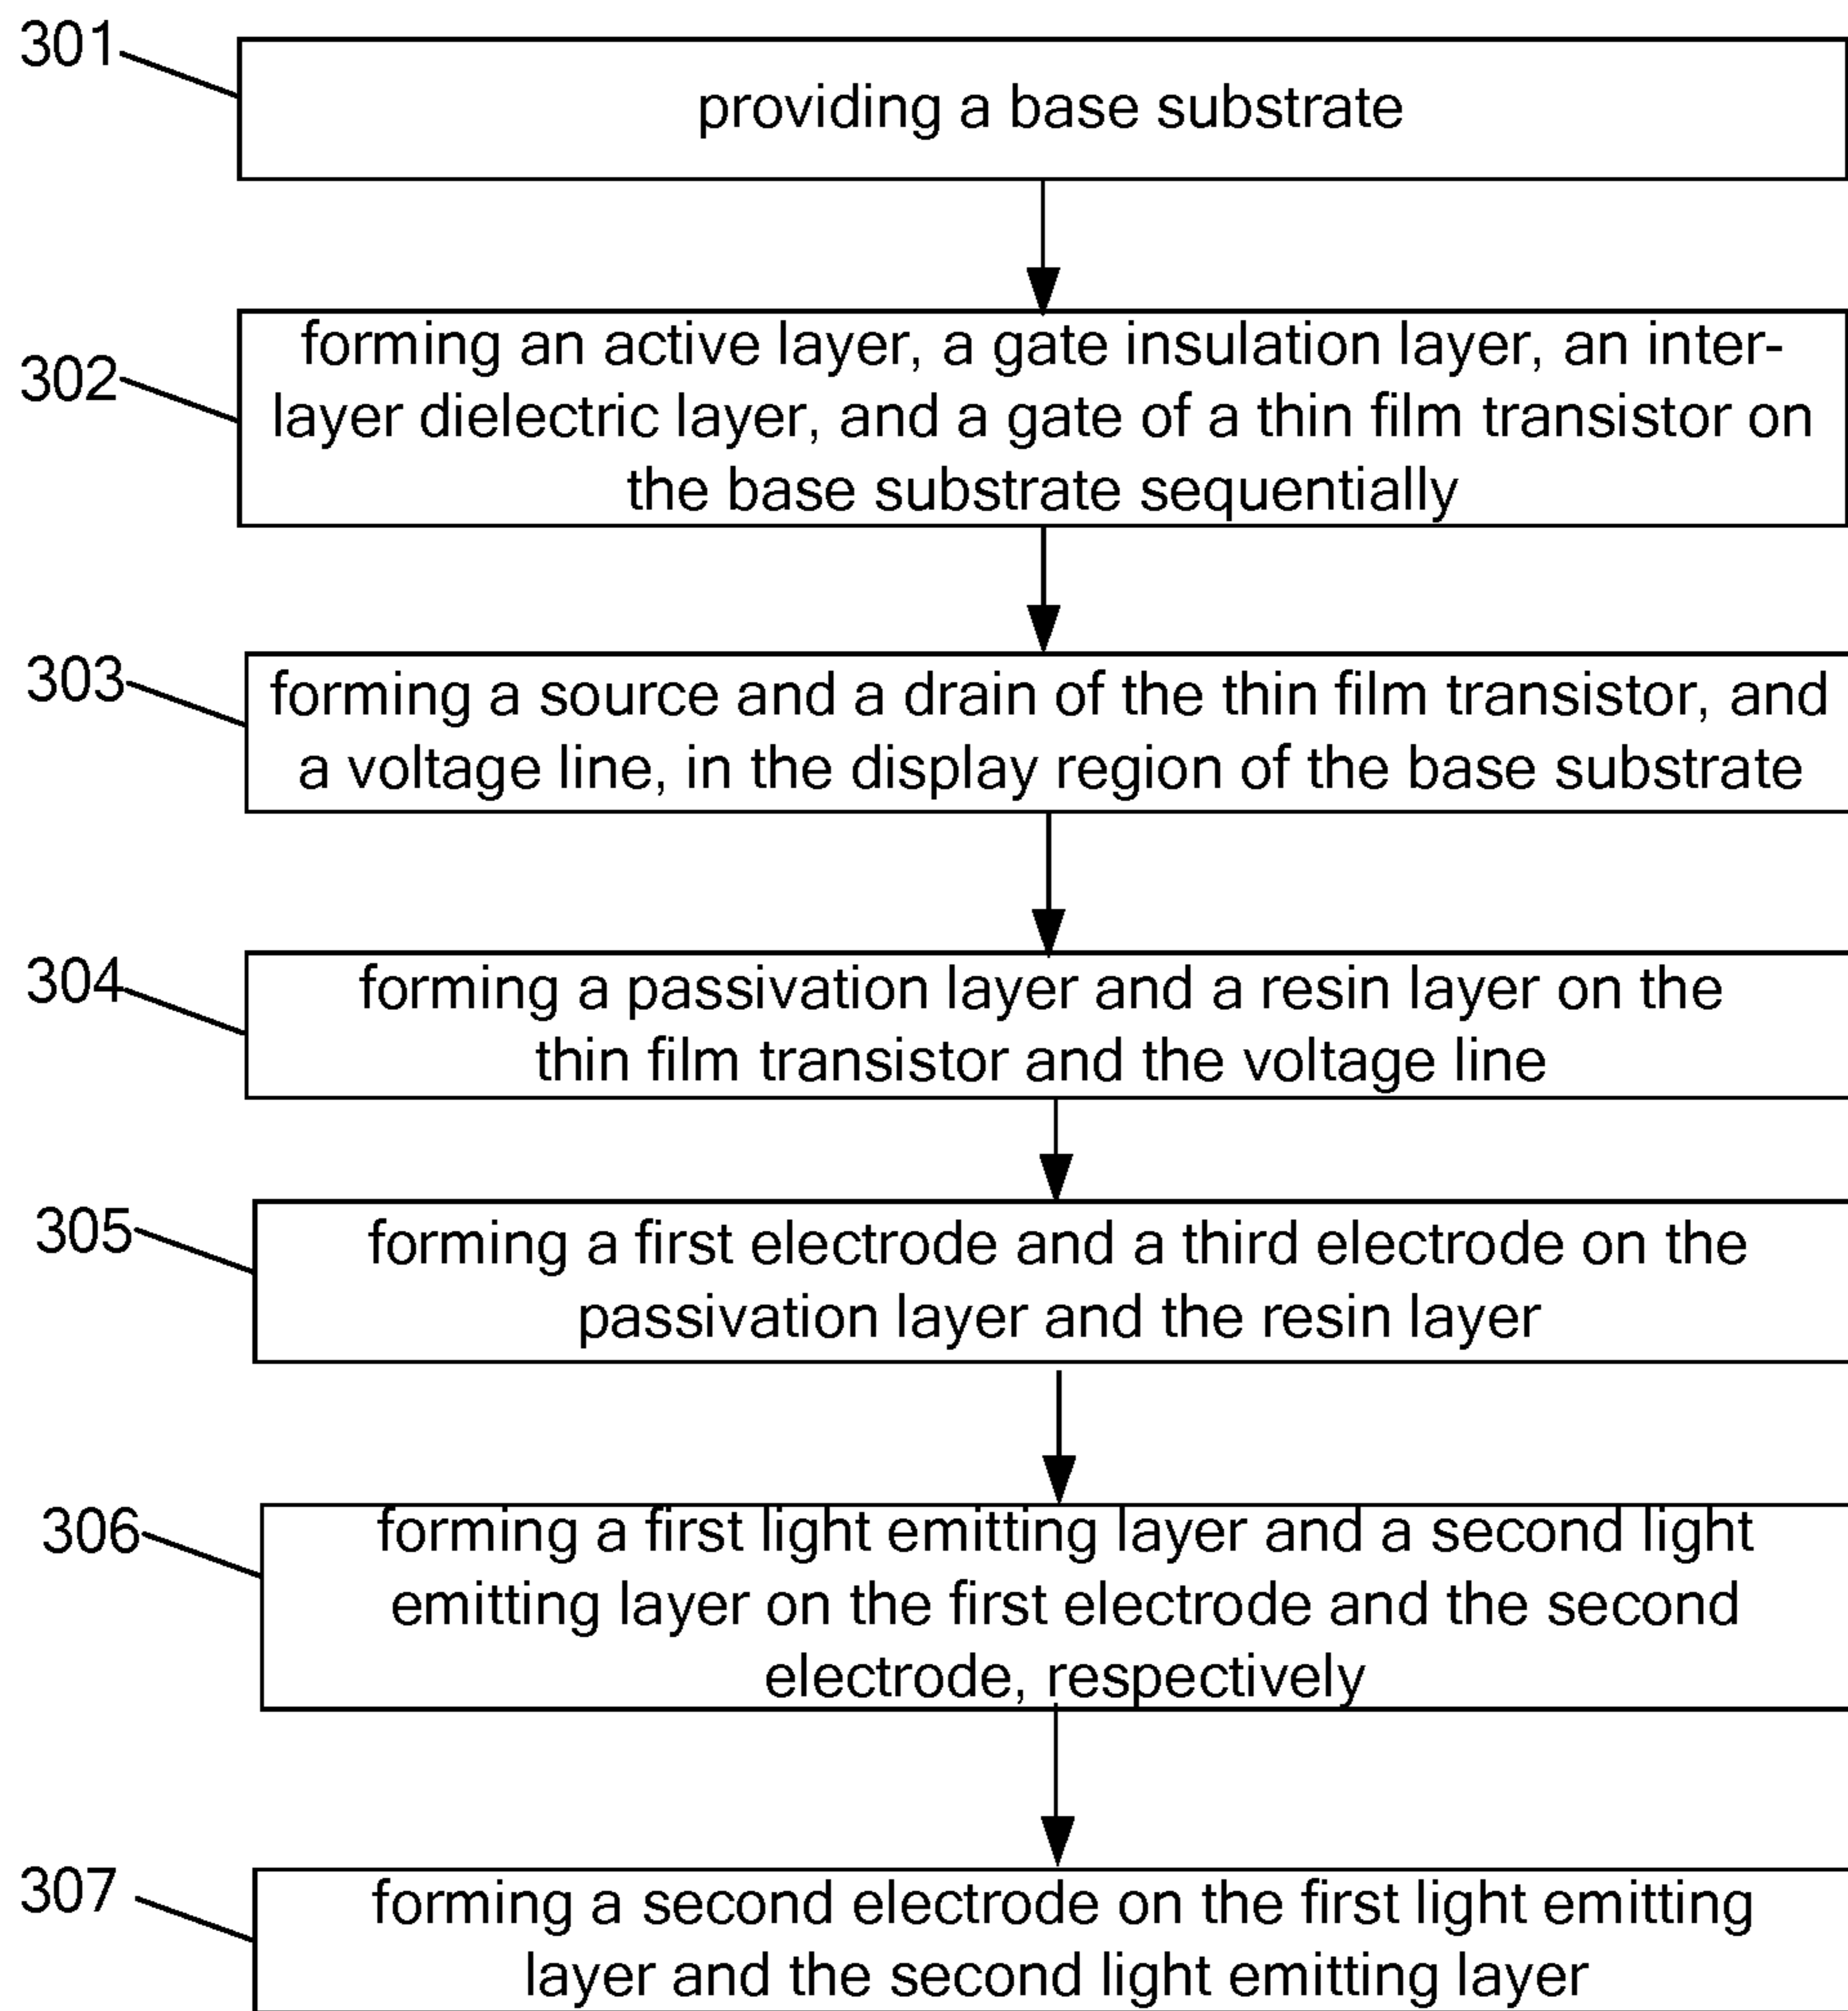 301
providing a base substrate
302
forming an active layer, a gate insulation layer, an inter-
layer dielectric layer, and a gate of a thin film transistor on
the base substrate sequentially
303
forming a source and a drain of the thin film transistor, and
a voltage line, in the display region of the base substrate
304
forming a passivation layer and a resin layer on the
thin film transistor and the voltage line
305
forming a first electrode and a third electrode on the
passivation layer and the resin layer
306
forming a first light emitting layer and a second light
emitting layer on the first electrode and the second
electrode, respectively
307
forming a second electrode on the first light emitting
layer and the second light emitting layer